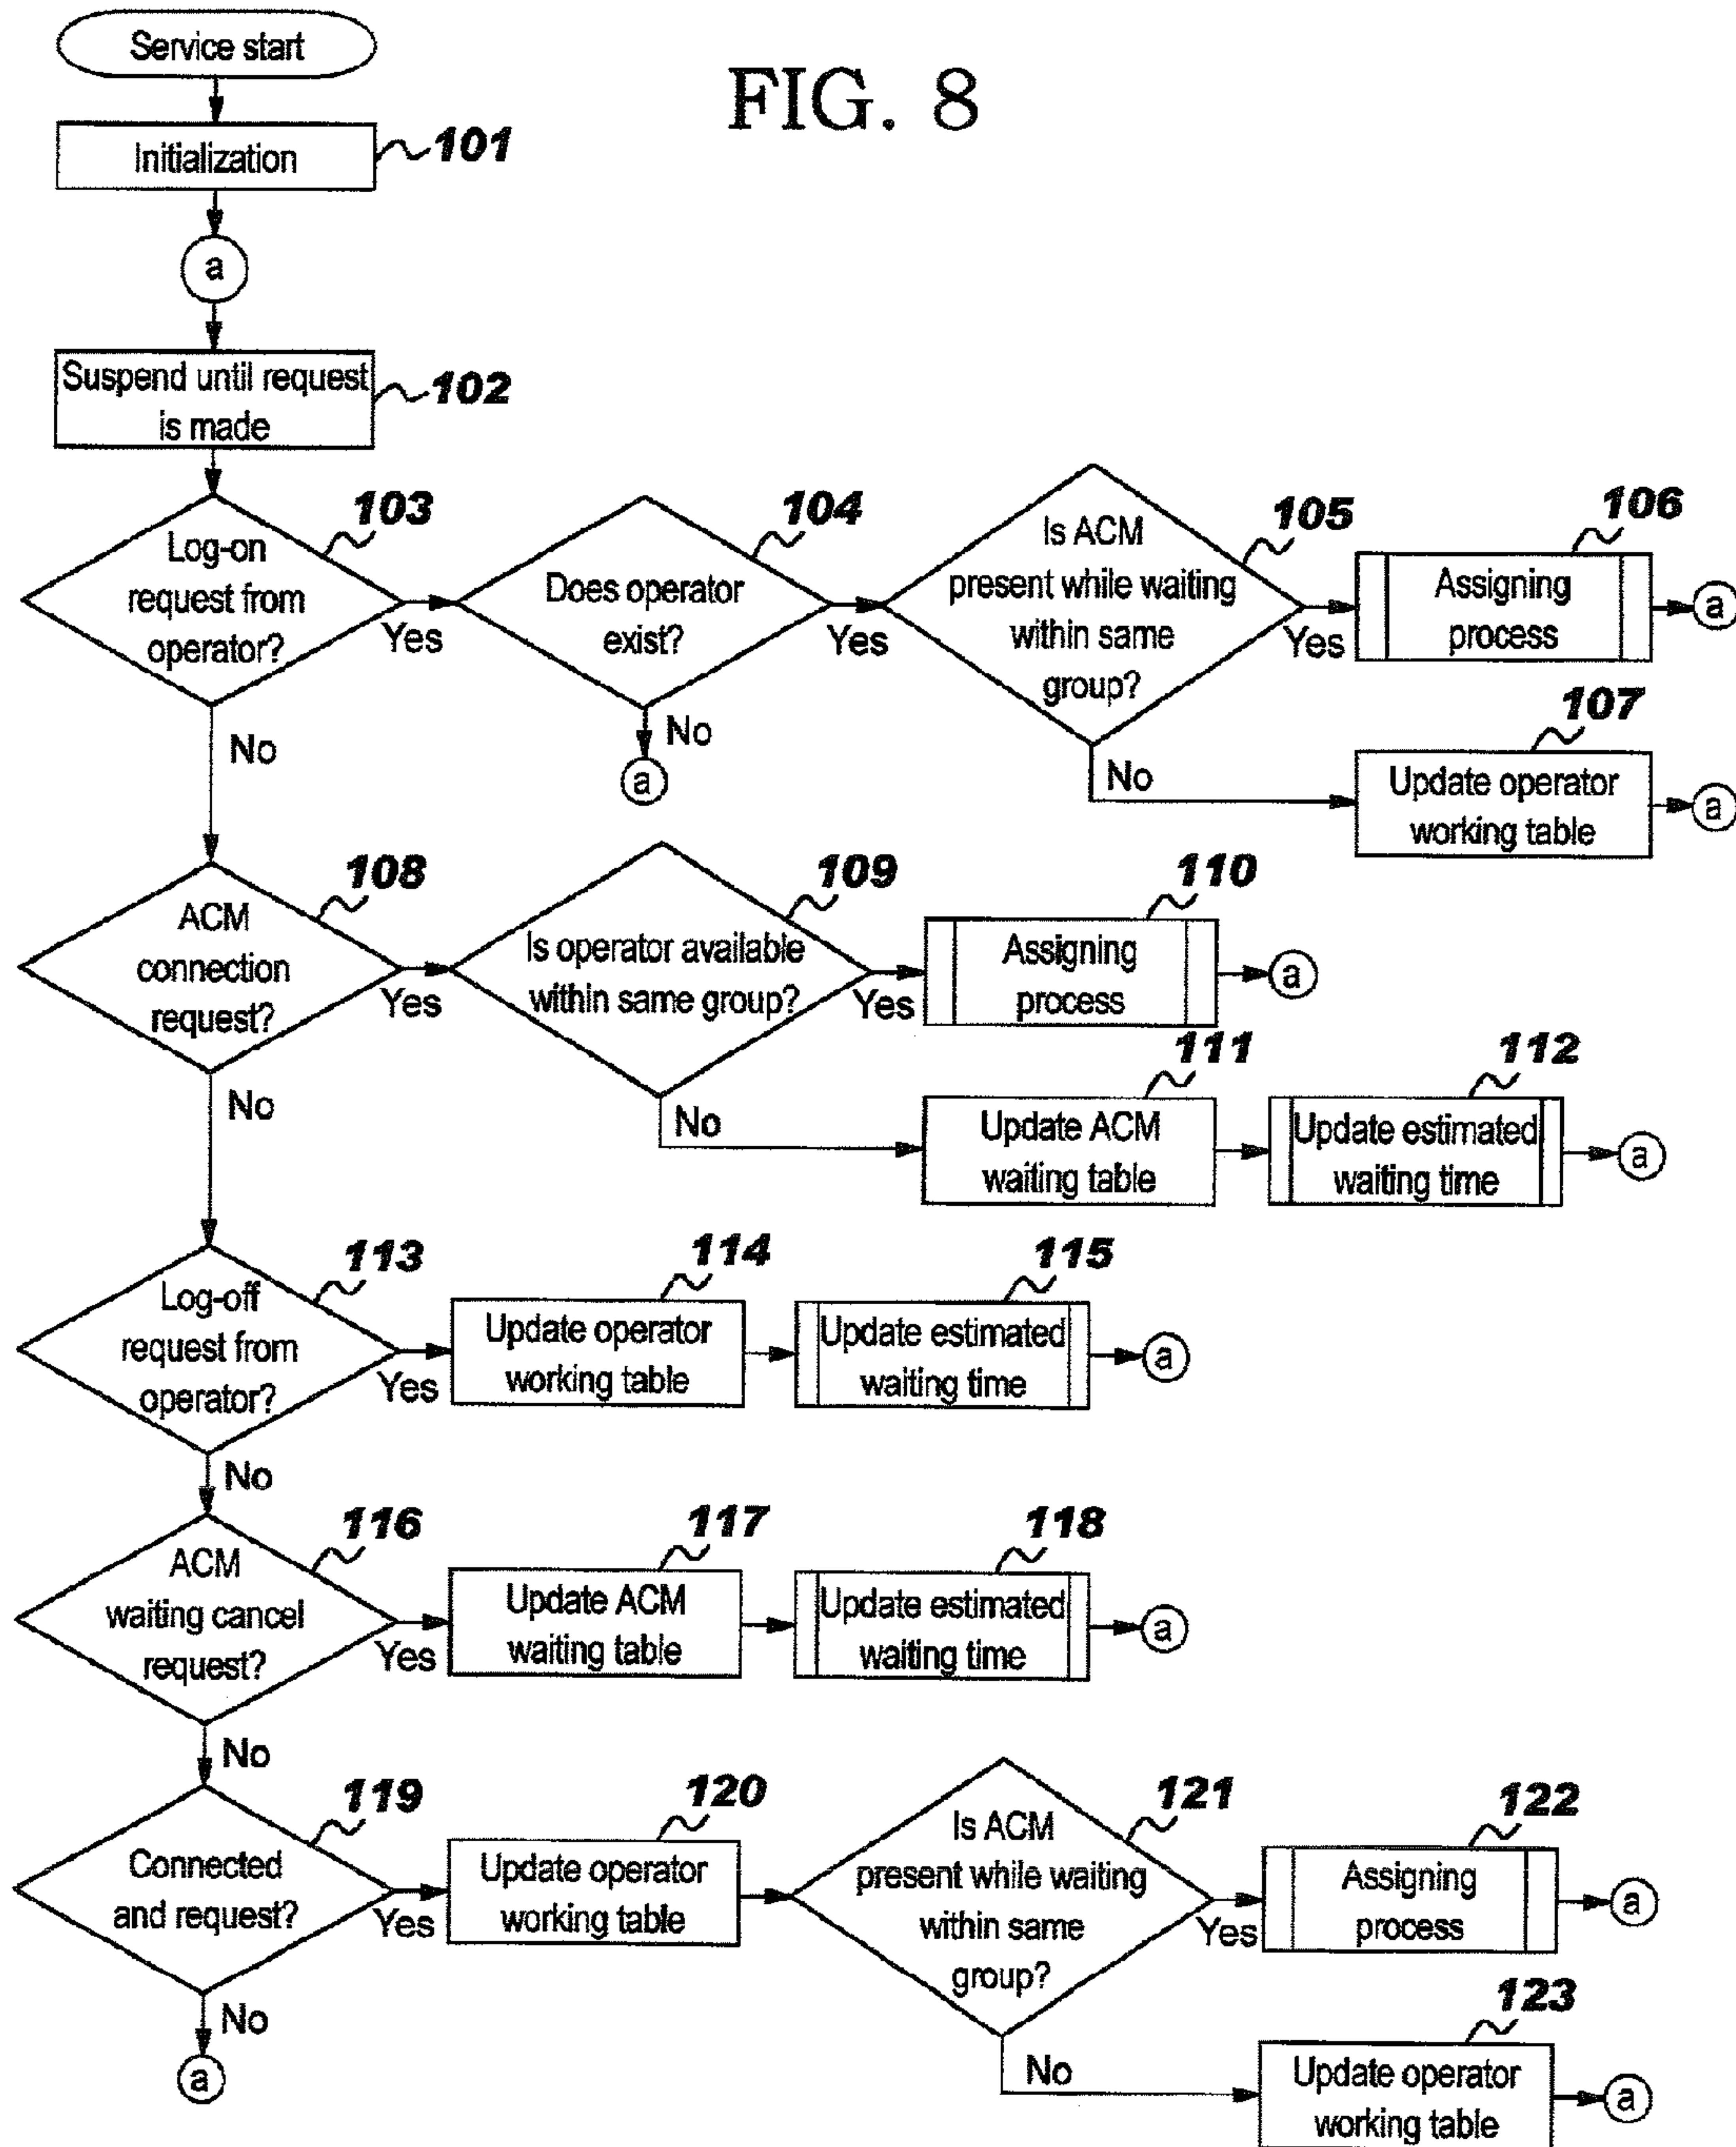 FIG. 8
Service start
Initialization
101
a
Suspend until request
is made
102
Log-on
request from
operator?
103
Yes
No
Does operator
exist?
104
Yes
No
a
Is ACM
present while waiting
within same
group?
105
Yes
No
Assigning
process
106
a
Update operator
working table
107
a
ACM
connection
request?
108
Yes
No
Is operator available
within same group?
109
Yes
No
Assigning
process
110
a
Update ACM
waiting table
111
Update estimated
waiting time
112
a
Log-off
request from
operator?
113
Yes
No
Update operator
working table
114
Update estimated
waiting time
115
a
ACM
waiting cancel
request?
116
Yes
No
Update ACM
waiting table
117
Update estimated
waiting time
118
a
Connected
and request?
119
Yes
No
a
Update operator
working table
120
Is ACM
present while waiting
within same
group?
121
Yes
No
Assigning
process
122
a
Update operator
working table
123
a